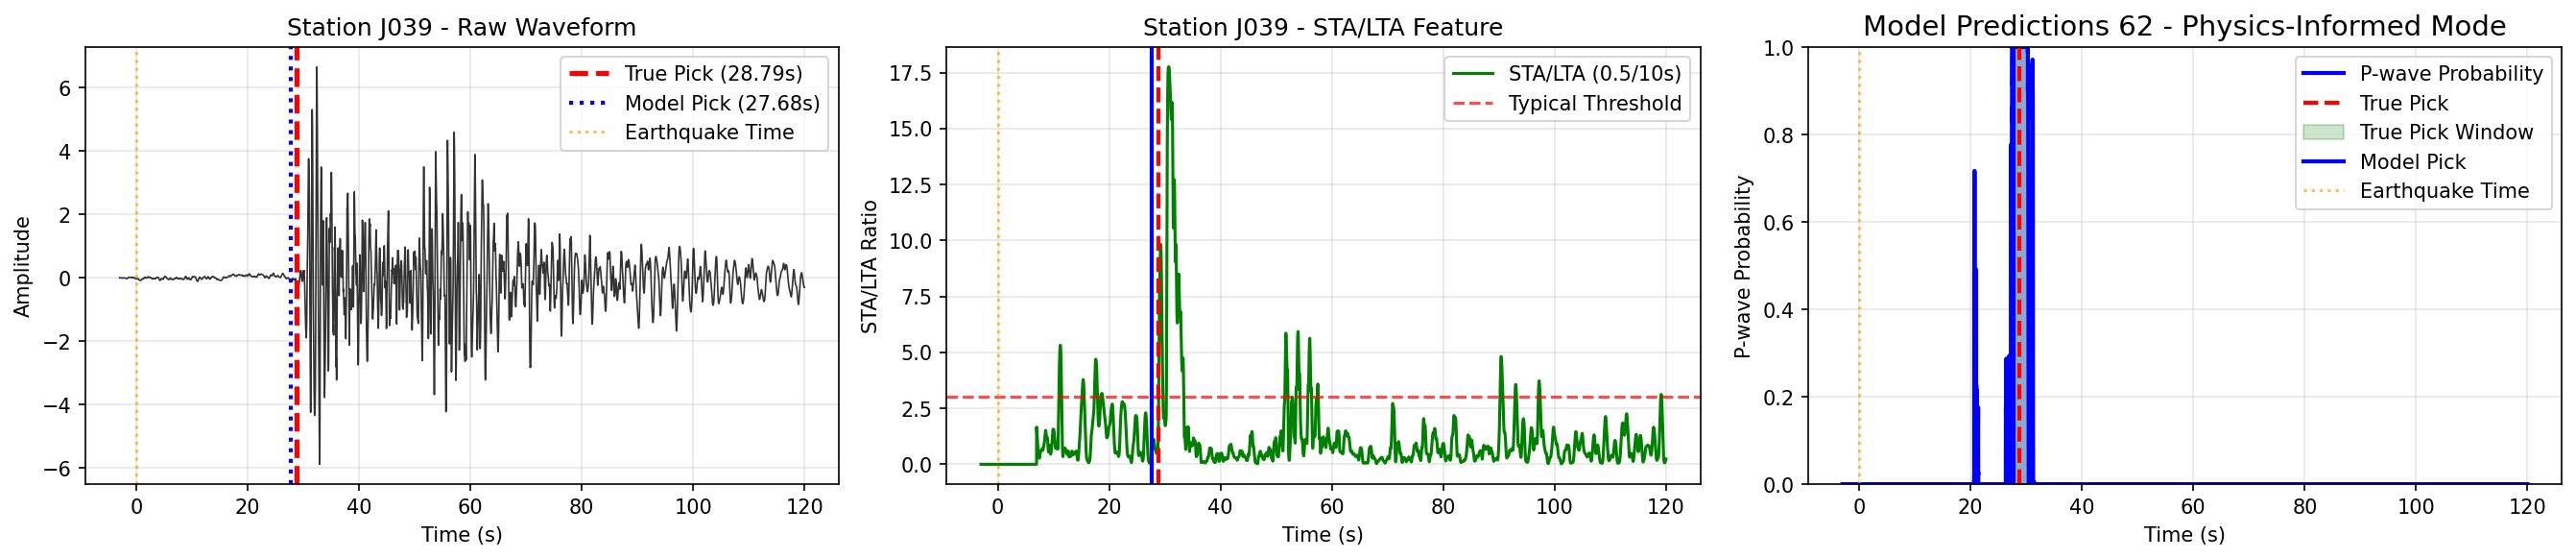 Station J039 - Raw Waveform
True Pick (28.79s)
Model Pick (27.68s)
Earthquake Time
Amplitude
6
4
2
0
−2
−4
−6
0 20 40 60 80 100 120
Time (s)
Station J039 - STA/LTA Feature
STA/LTA (0.5/10s)
Typical Threshold
STA/LTA Ratio
17.5
15.0
12.5
10.0
7.5
5.0
2.5
0.0
0 20 40 60 80 100 120
Time (s)
Model Predictions 62 - Physics-Informed Mode
P-wave Probability
True Pick
True Pick Window
Model Pick
Earthquake Time
P-wave Probability
1.0
0.8
0.6
0.4
0.2
0.0
0 20 40 60 80 100 120
Time (s)